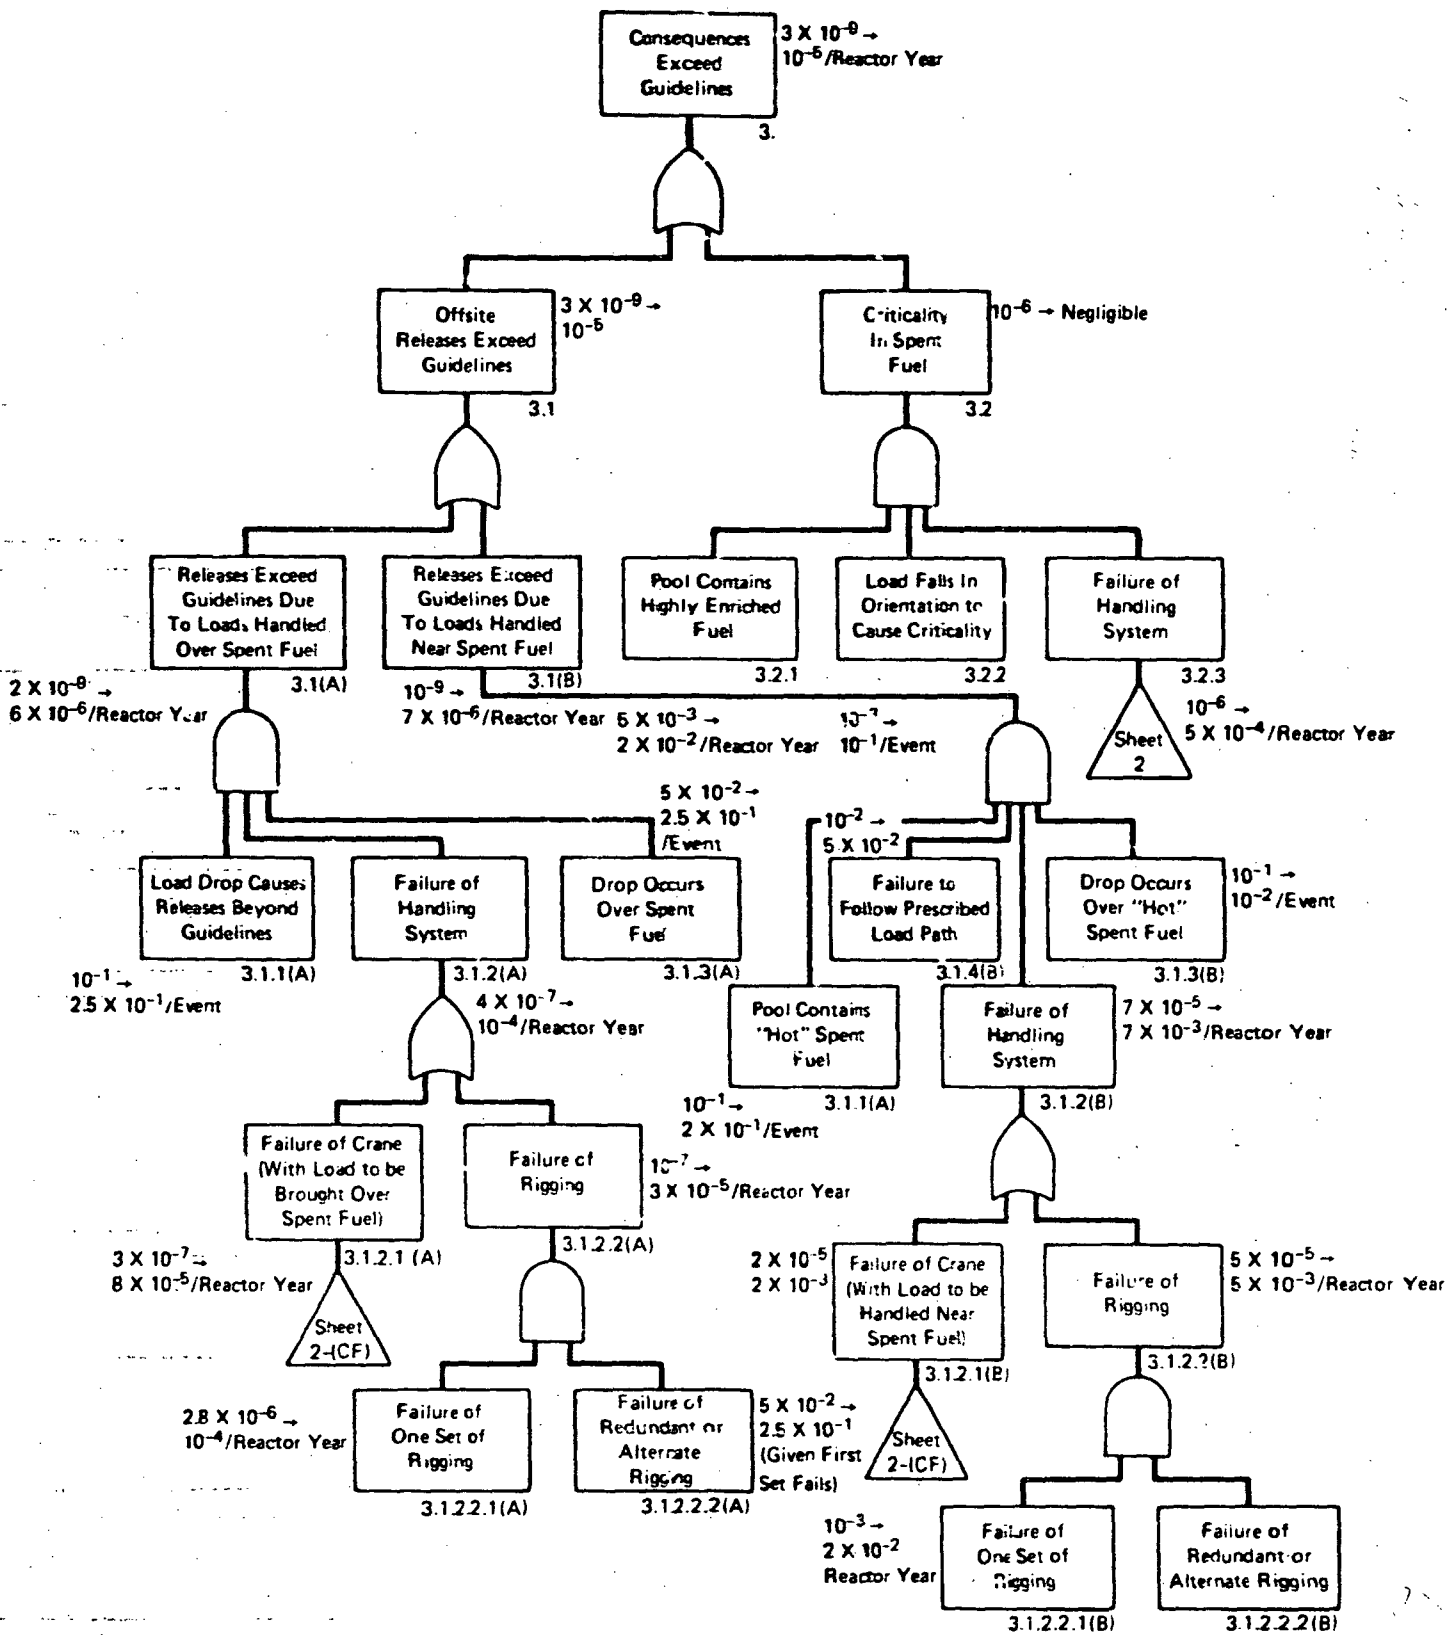 Consequences
Exceed
Guidelines
3 X 10⁻⁹ →
10⁻⁵/Reactor Year
3.
Offsite
Releases Exceed
Guidelines
3 X 10⁻⁹ →
10⁻⁵
3.1
Criticality
In Spent
Fuel
10⁻⁶ → Negligible
3.2
Releases Exceed
Guidelines Due
To Loads Handled
Over Spent Fuel
3.1(A)
2 X 10⁻⁹ →
6 X 10⁻⁶/Reactor Year
Releases Exceed
Guidelines Due
To Loads Handled
Near Spent Fuel
3.1(B)
10⁻⁹ →
7 X 10⁻⁶/Reactor Year
Pool Contains
Highly Enriched
Fuel
3.2.1
Load Falls In
Orientation to
Cause Criticality
3.2.2
Failure of
Handling
System
3.2.3
10⁻⁶ →
5 X 10⁻⁴/Reactor Year
Sheet
2
5 X 10⁻³ →
2 X 10⁻²/Reactor Year
→
10⁻¹/Event
5 X 10⁻² →
2.5 X 10⁻¹
/Event
10⁻² →
5 X 10⁻²
Load Drop Causes
Releases Beyond
Guidelines
3.1.1(A)
10⁻¹ →
2.5 X 10⁻¹/Event
Failure of
Handling
System
3.1.2(A)
4 X 10⁻⁷ →
10⁻⁴/Reactor Year
Drop Occurs
Over Spent
Fuel
3.1.3(A)
Failure to
Follow Prescribed
Load Path
3.1.4(B)
Drop Occurs
Over "Hot"
Spent Fuel
3.1.3(B)
10⁻¹ →
10⁻²/Event
Pool Contains
"Hot" Spent
Fuel
3.1.1(A)
10⁻¹ →
2 X 10⁻¹/Event
Failure of
Handling
System
3.1.2(B)
7 X 10⁻⁵ →
7 X 10⁻³/Reactor Year
Failure of Crane
(With Load to be
Brought Over
Spent Fuel)
3.1.2.1 (A)
3 X 10⁻⁷ →
8 X 10⁻⁵/Reactor Year
Sheet
2-(CF)
Failure of
Rigging
3.1.2.2(A)
10⁻⁷ →
3 X 10⁻⁵/Reactor Year
Failure of Crane
(With Load to be
Handled Near
Spent Fuel)
3.1.2.1(B)
2 X 10⁻⁵
2 X 10⁻³
Sheet
2-(CF)
Failure of
Rigging
3.1.2.2(B)
5 X 10⁻⁵ →
5 X 10⁻³/Reactor Year
2.8 X 10⁻⁶ →
10⁻⁴/Reactor Year
Failure of
One Set of
Rigging
3.1.2.2.1(A)
Failure of
Redundant or
Alternate
Rigging
3.1.2.2.2(A)
5 X 10⁻² →
2.5 X 10⁻¹
(Given First
Set Fails)
10⁻³ →
2 X 10⁻²
Reactor Year
Failure of
One Set of
Rigging
3.1.2.2.1(B)
Failure of
Redundant or
Alternate Rigging
3.1.2.2.2(B)